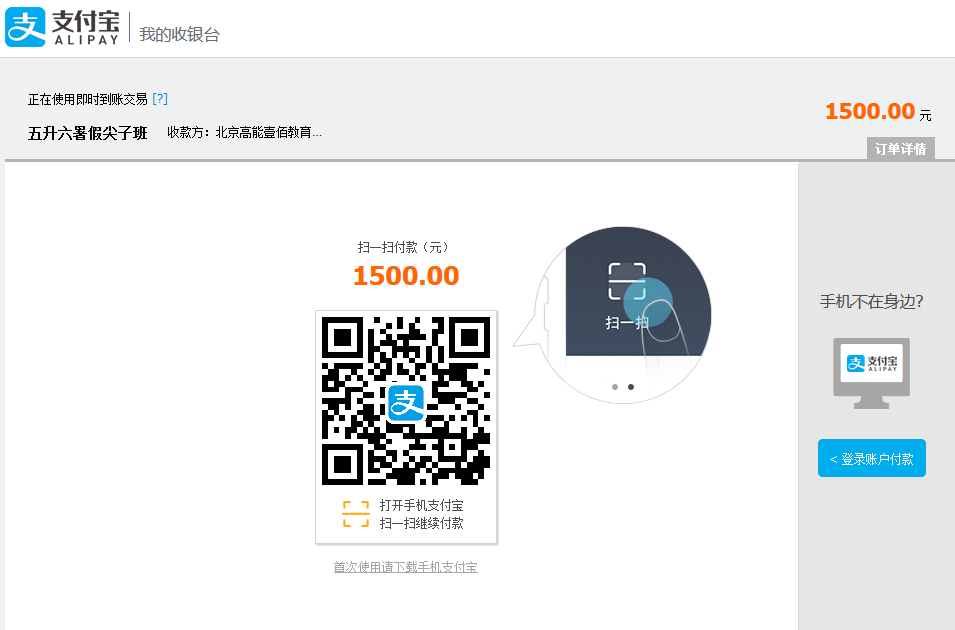 支付宝
ALIPAY
我的收银台
正在使用即时到账交易 [?]
五升六暑假尖子班 收款方：北京高能壹佰教育...
1500.00 元
订单详情
扫一扫付款（元）
1500.00
扫一扫
打开手机支付宝
扫一扫继续付款
首次使用请下载手机支付宝
手机不在身边?
支付宝
ALIPAY
< 登录账户付款